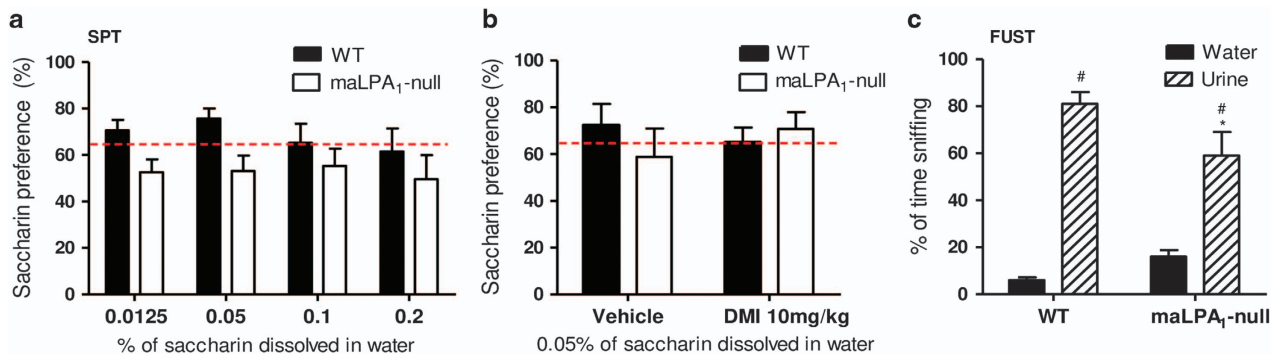 a
SPT
WT
maLPA1-null
Saccharin preference (%)
100
80
60
40
20
0
0.0125 0.05 0.1 0.2
% of saccharin dissolved in water
b
WT
maLPA1-null
Saccharin preference (%)
100
80
60
40
20
0
Vehicle DMI 10mg/kg
0.05% of saccharin dissolved in water
c
FUST
Water
Urine
% of time sniffing
100
80
60
40
20
0
#
#
*
WT maLPA1-null